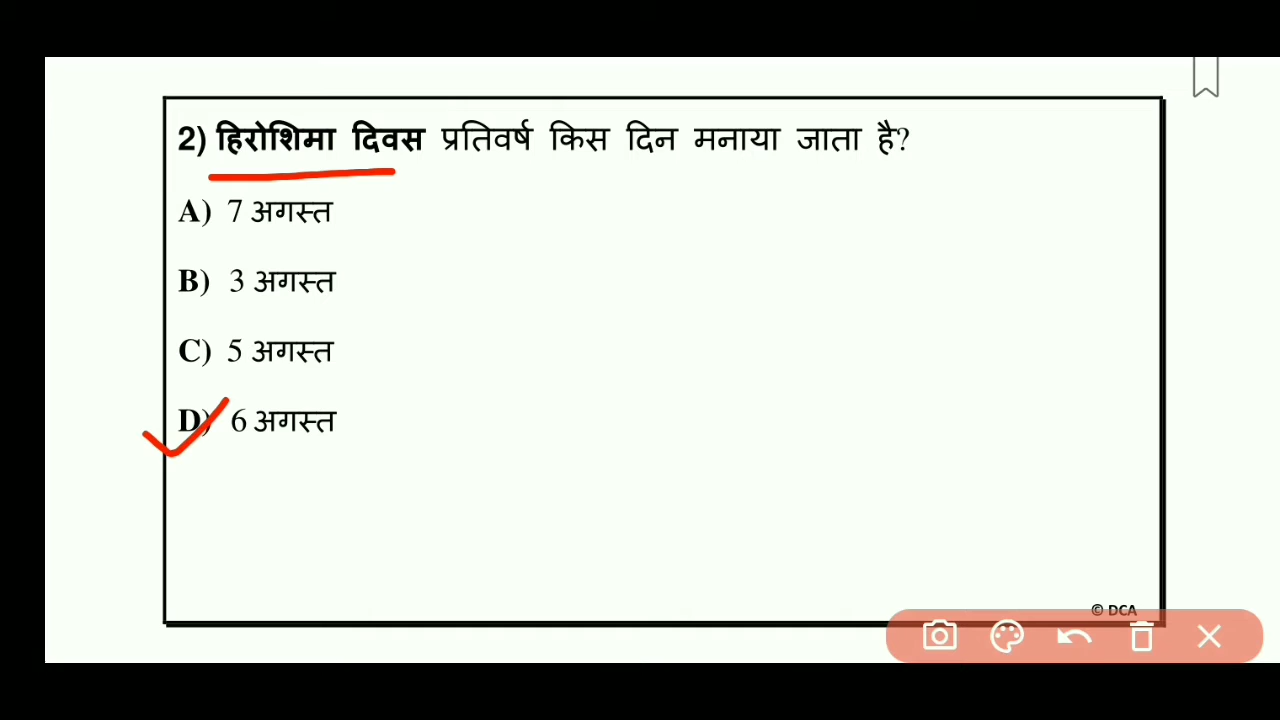 2) हिरोशिमा दिवस प्रतिवर्ष किस दिन मनाया जाता है?
A) 7 अगस्त
B) 3 अगस्त
C) 5 अगस्त
D) 6 अगस्त
© DCA